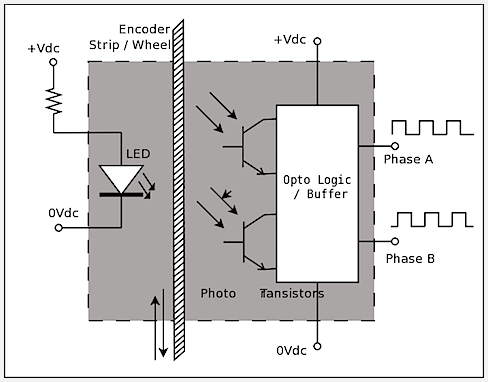 Encoder
Strip / Wheel
+Vdc
+Vdc
LED
Phase A
Opto Logic
/ Buffer
0Vdc
Phase B
Photo Tansistors
0Vdc